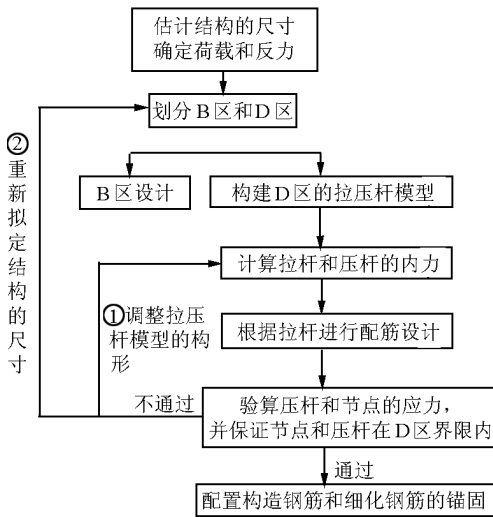 估计结构的尺寸
确定荷载和反力
划分B区和D区
B区设计
构建D区的拉压杆模型
计算拉杆和压杆的内力
根据拉杆进行配筋设计
验算压杆和节点的应力，
并保证节点和压杆在D区界限内
不通过
通过
配置构造钢筋和细化钢筋的锚固
①调整拉压
杆模型的构
形
②重新拟定结构的尺寸